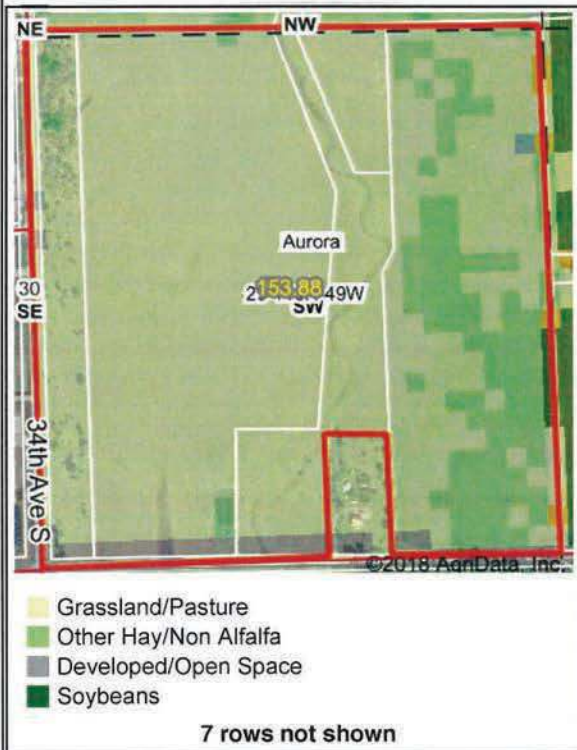 NE
NW
Aurora
153.88
49W
SW
30
SE
34th Ave S
©2018 AgriData, Inc.
Grassland/Pasture
Other Hay/Non Alfalfa
Developed/Open Space
Soybeans
7 rows not shown